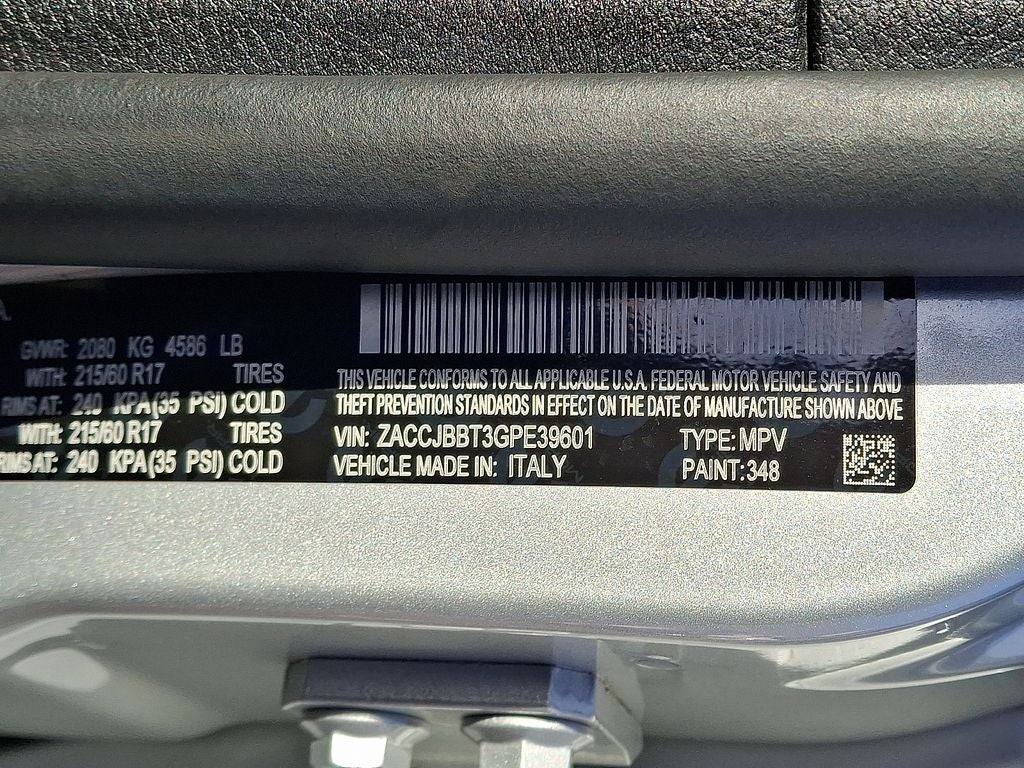 A
GVWR: 2080 KG 4586 LB
WITH: 215/60 R17 TIRES
RIMS AT: 240 KPA(35 PSI) COLD
WITH: 215/60 R17 TIRES
RIMS AT: 240 KPA(35 PSI) COLD
THIS VEHICLE CONFORMS TO ALL APPLICABLE U.S.A. FEDERAL MOTOR VEHICLE SAFETY AND
THEFT PREVENTION STANDARDS IN EFFECT ON THE DATE OF MANUFACTURE SHOWN ABOVE
VIN: ZACCJBBT3GPE39601 TYPE: MPV
VEHICLE MADE IN: ITALY PAINT: 348